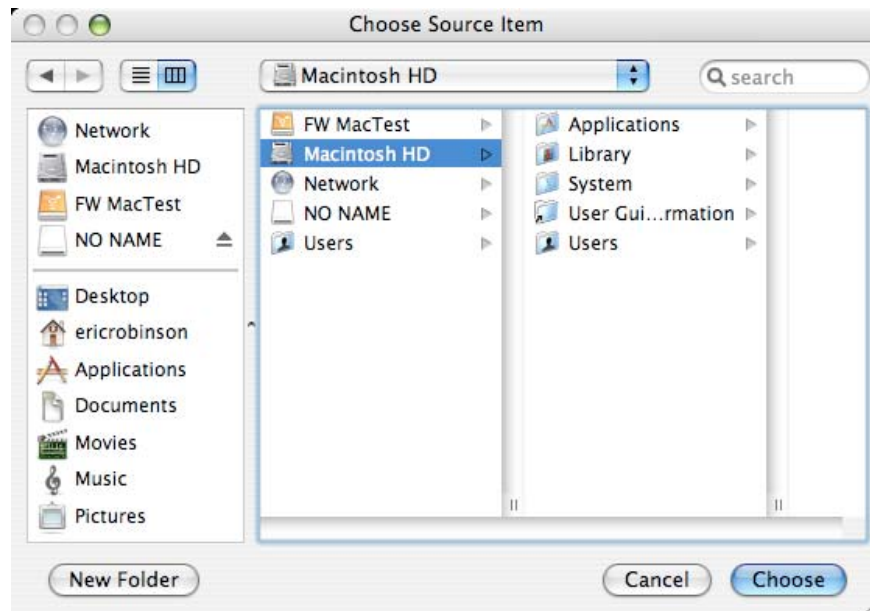 Choose Source Item
Macintosh HD
search
Network
Macintosh HD
FW MacTest
NO NAME
Desktop
ericrobinson
Applications
Documents
Movies
Music
Pictures
FW MacTest
Macintosh HD
Network
NO NAME
Users
Applications
Library
System
User Gui...rmation
Users
New Folder
Cancel
Choose